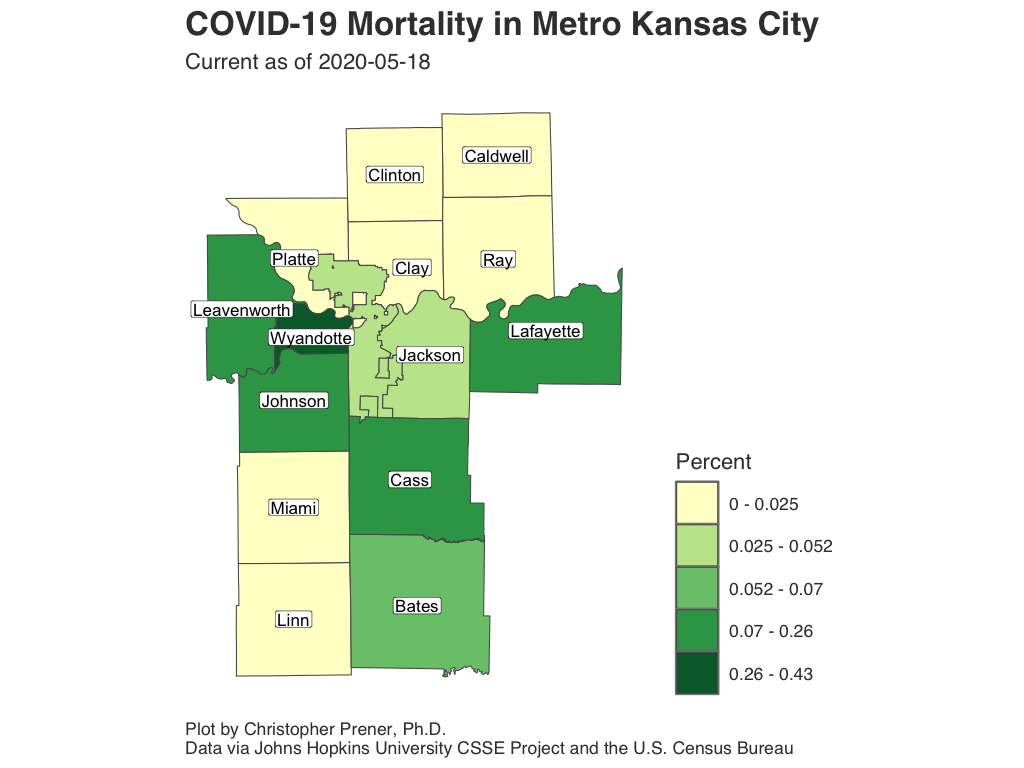 COVID-19 Mortality in Metro Kansas City
Current as of 2020-05-18
Caldwell
Clinton
Platte
Clay
Ray
Leavenworth
Wyandotte
Lafayette
Jackson
Johnson
Cass
Miami
Bates
Linn
Percent
0 - 0.025
0.025 - 0.052
0.052 - 0.07
0.07 - 0.26
0.26 - 0.43
Plot by Christopher Prener, Ph.D.
Data via Johns Hopkins University CSSE Project and the U.S. Census Bureau